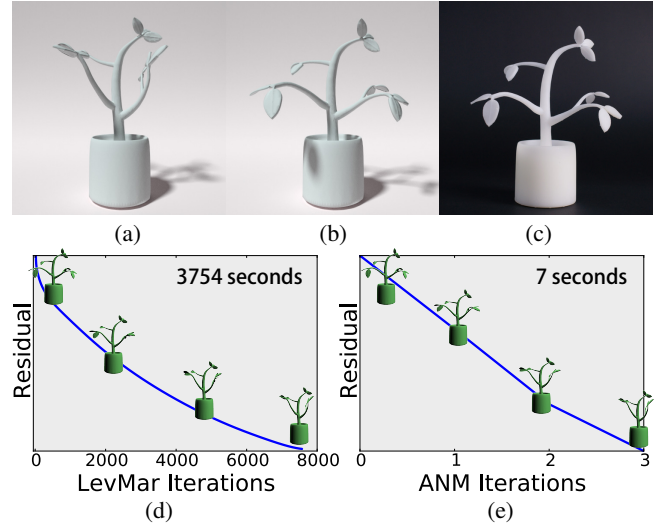 (a)
(b)
(c)
3754 seconds
Residual
0
2000
4000
6000
8000
LevMar Iterations
(d)
7 seconds
Residual
0
1
2
3
ANM Iterations
(e)